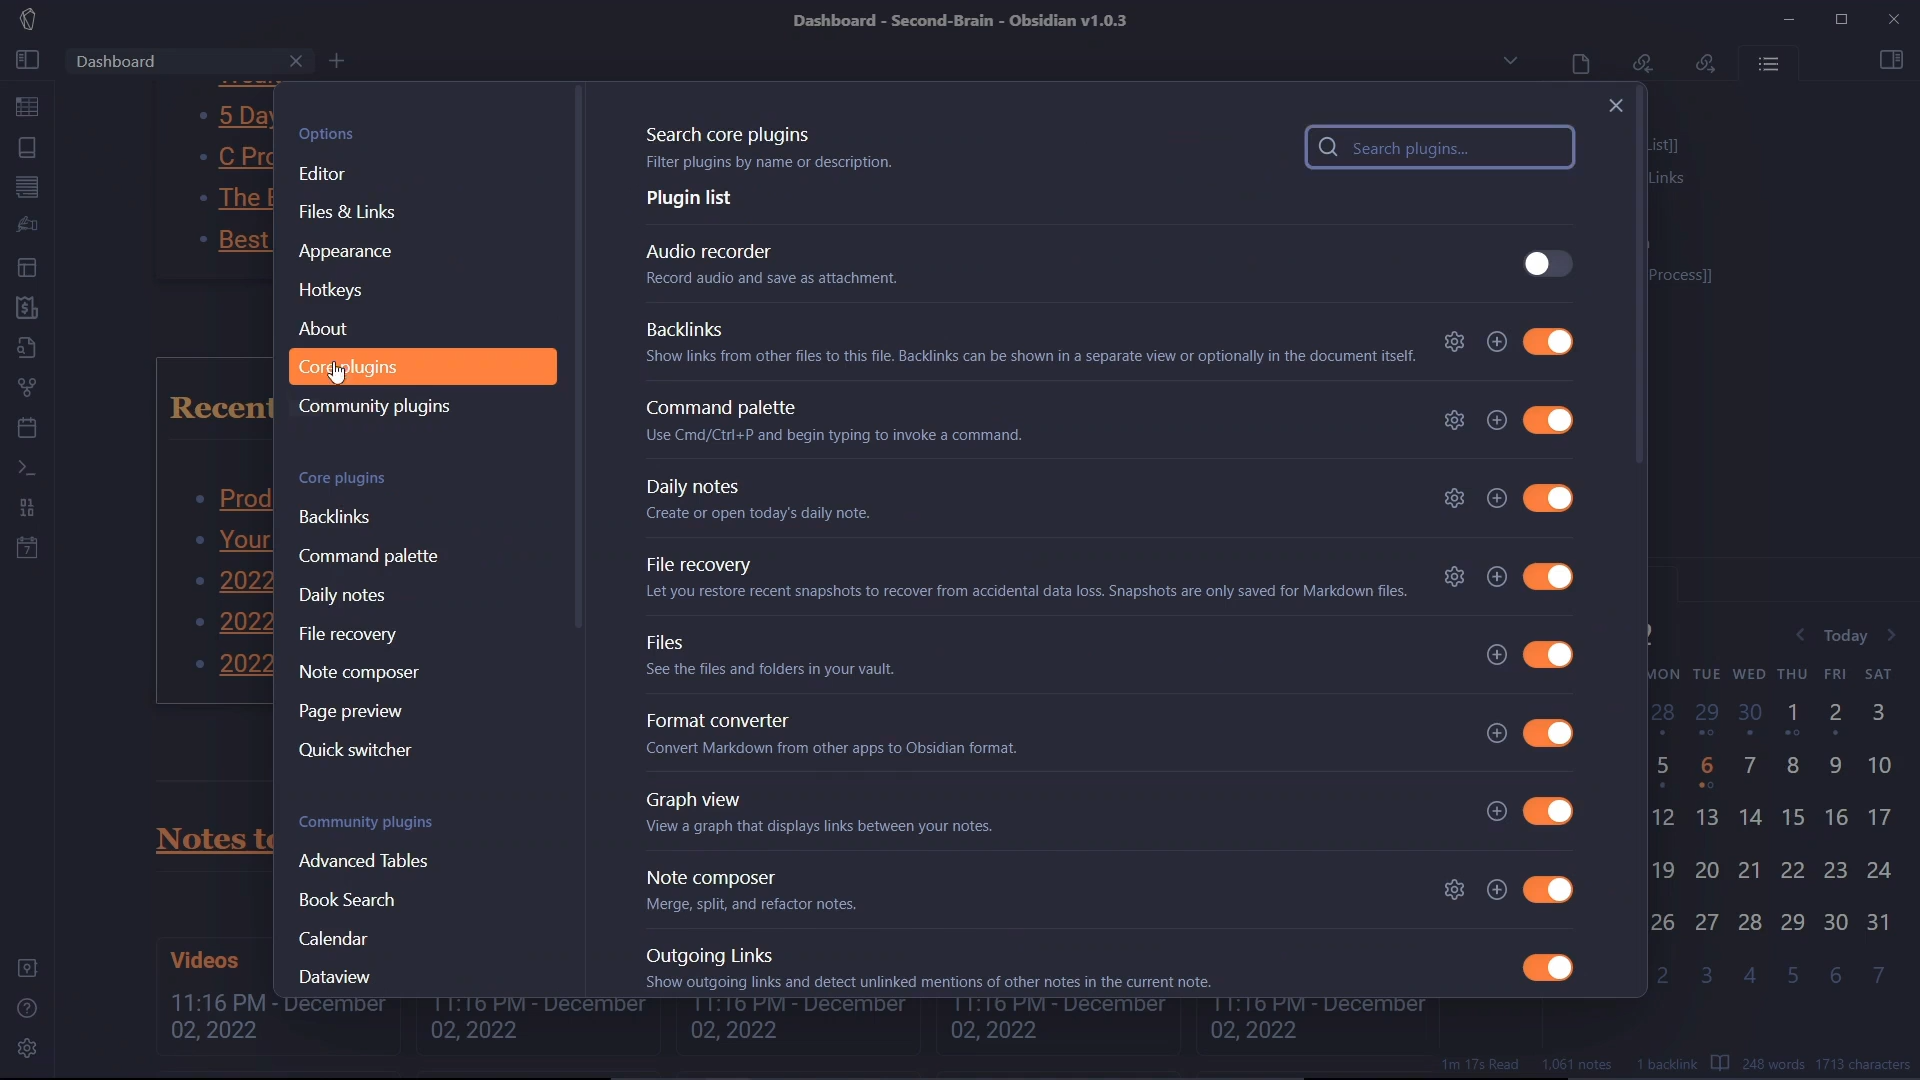 Dashboard - Second-Brain - Obsidian v1.0.3
Dashboard
5 Day
C Pro
The
Best
Recent
Prod
Your
2022
2022
2022
Notes to
Videos
11:16 PM - December
02, 2022
11:16 PM - December
02, 2022
11:16 PM - December
02, 2022
11:16 PM - December
02, 2022
11:16 PM - December
02, 2022
Options
Editor
Files & Links
Appearance
Hotkeys
About
Core plugins
Community plugins
Core plugins
Backlinks
Command palette
Daily notes
File recovery
Note composer
Page preview
Quick switcher
Community plugins
Advanced Tables
Book Search
Calendar
Dataview
Search core plugins
Filter plugins by name or description.
Search plugins...
Plugin list
Audio recorder
Record audio and save as attachment.
Backlinks
Show links from other files to this file. Backlinks can be shown in a separate view or optionally in the document itself.
Command palette
Use Cmd/Ctrl+P and begin typing to invoke a command.
Daily notes
Create or open today's daily note.
File recovery
Let you restore recent snapshots to recover from accidental data loss. Snapshots are only saved for Markdown files.
Files
See the files and folders in your vault.
Format converter
Convert Markdown from other apps to Obsidian format.
Graph view
View a graph that displays links between your notes.
Note composer
Merge, split, and refactor notes.
Outgoing Links
Show outgoing links and detect unlinked mentions of other notes in the current note.
List]]
Links
Process]]
Today
MON TUE WED THU FRI SAT
28 29 30 1 2 3
5 6 7 8 9 10
12 13 14 15 16 17
19 20 21 22 23 24
26 27 28 29 30 31
2 3 4 5 6 7
1m 17s Read 1,061 notes 1 backlink 248 words 1713 characters